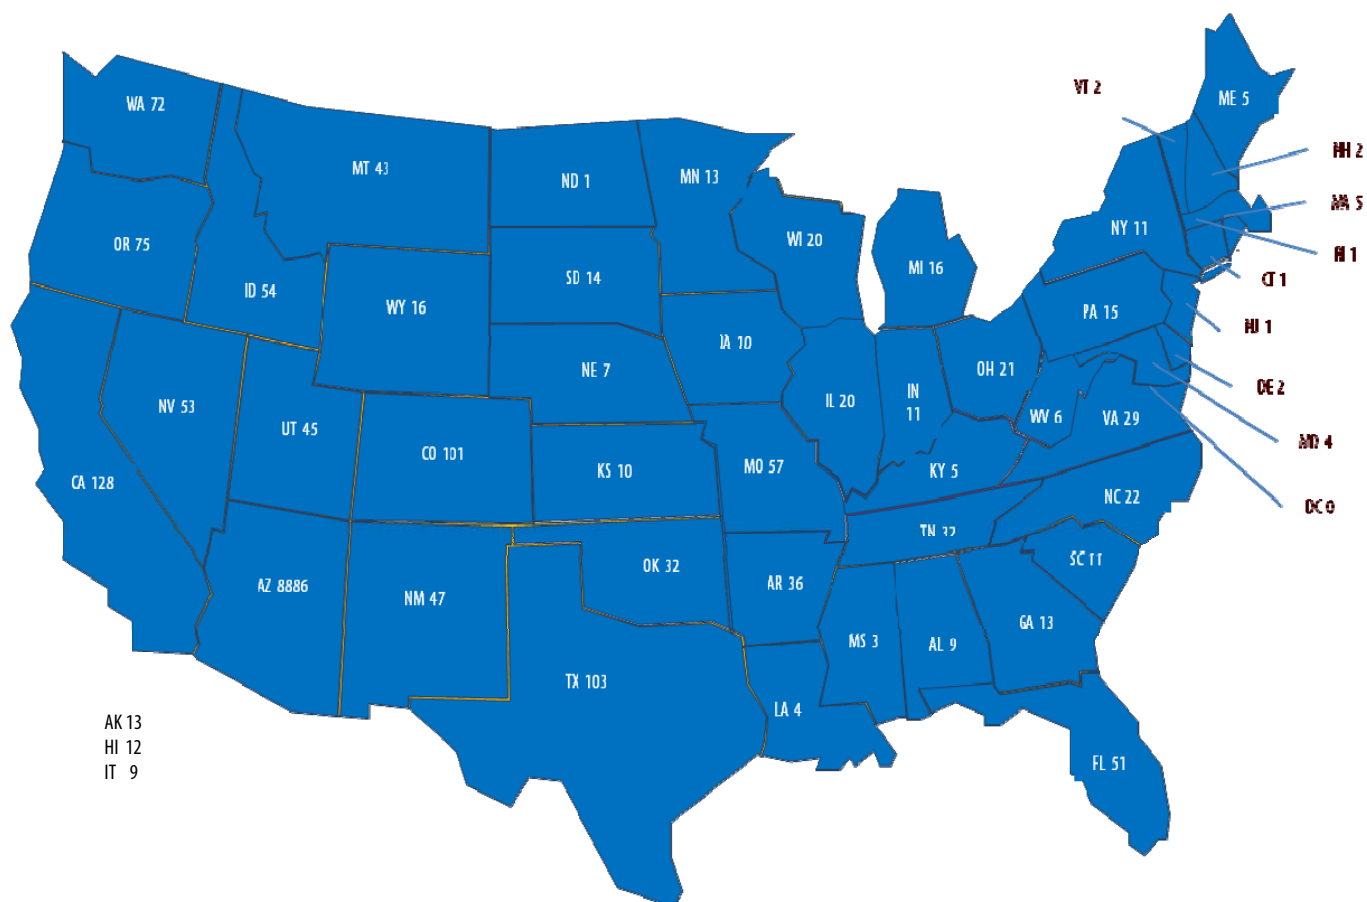 VT 2
ME 5
WA 72
NH 2
MT 43
ND 1
MN 13
MA 5
NY 11
WI 20
OR 75
RI 1
MI 16
SD 14
CT 1
ID 54
WY 16
PA 15
NJ 1
IA 10
NE 7
OH 21
DE 2
IN
11
IL 20
NV 53
WV 6
VA 29
UT 45
MD 4
CO 101
MO 57
KS 10
KY 5
CA 128
NC 22
DC 0
TN 32
SC 11
OK 32
AZ 8886
AR 36
NM 47
GA 13
MS 3
AL 9
TX 103
LA 4
AK 13
HI 12
IT 9
FL 51